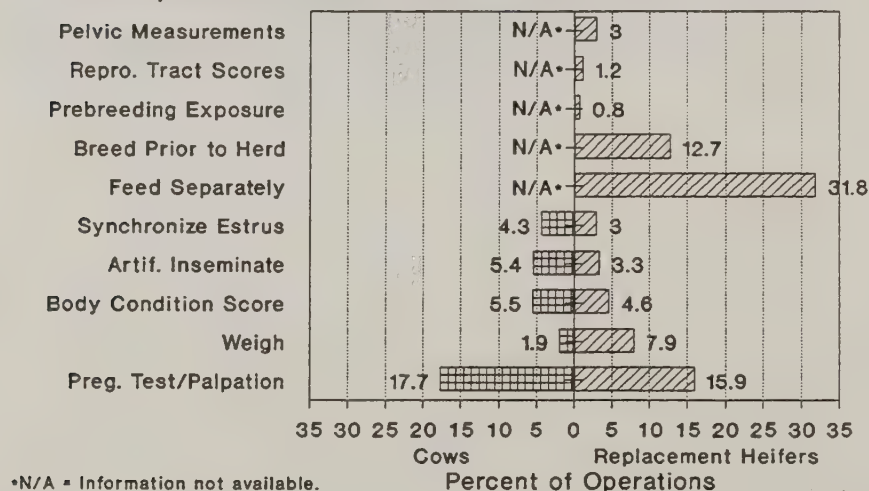 Pelvic Measurements N/A* 3
Repro. Tract Scores N/A* 1.2
Prebreeding Exposure N/A* 0.8
Breed Prior to Herd N/A* 12.7
Feed Separately N/A* 31.8
Synchronize Estrus 4.3 3
Artif. Inseminate 5.4 3.3
Body Condition Score 5.5 4.6
Weigh 1.9 7.9
Preg. Test/Palpation 17.7 15.9
35 30 25 20 15 10 5 0 5 10 15 20 25 30 35
Cows Replacement Heifers
*N/A = Information not available. Percent of Operations